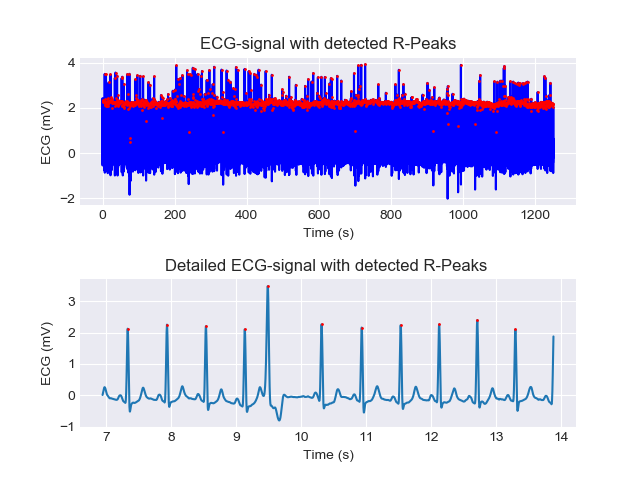 ECG-signal with detected R-Peaks
4
2
0
−2
ECG (mV)
0 200 400 600 800 1000 1200
Time (s)
Detailed ECG-signal with detected R-Peaks
3
2
1
0
−1
ECG (mV)
7 8 9 10 11 12 13 14
Time (s)